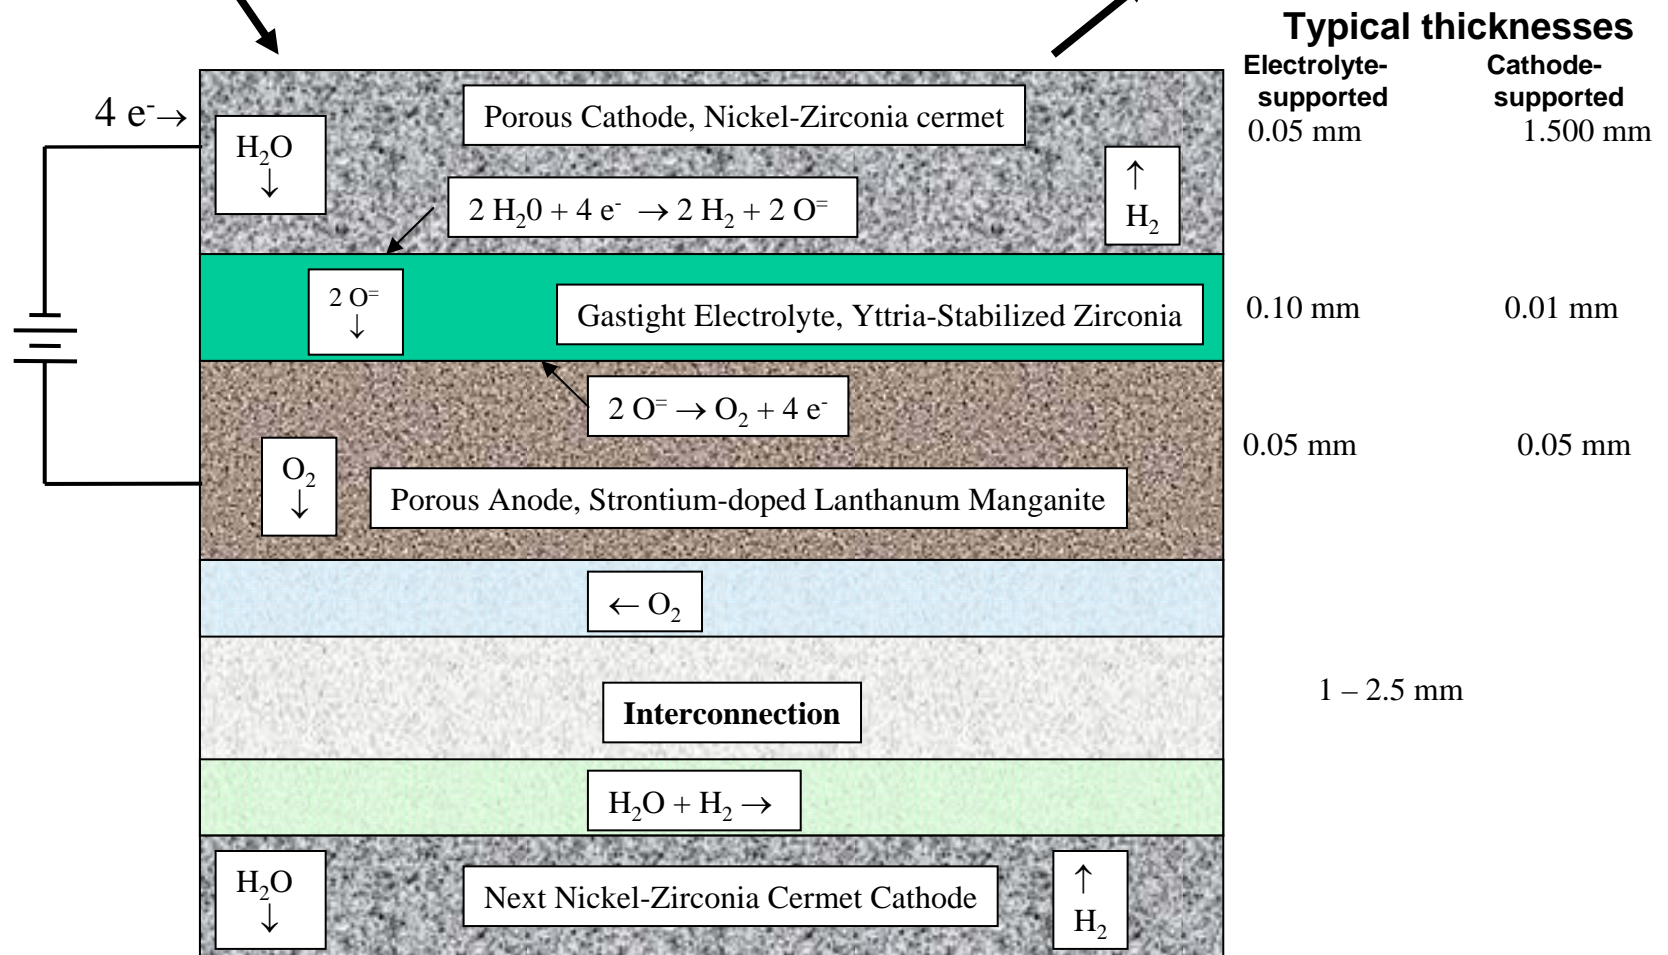 Typical thicknesses
Electrolyte-
supported
Cathode-
supported
4 e⁻→
Porous Cathode, Nickel-Zirconia cermet
0.05 mm
1.500 mm
H₂O
↓
↑
H₂
2 H₂0 + 4 e⁻ → 2 H₂ + 2 O⁼
2 O⁼
↓
Gastight Electrolyte, Yttria-Stabilized Zirconia
0.10 mm
0.01 mm
2 O⁼ → O₂ + 4 e⁻
0.05 mm
0.05 mm
O₂
↓
Porous Anode, Strontium-doped Lanthanum Manganite
← O₂
Interconnection
1 – 2.5 mm
H₂O + H₂ →
H₂O
↓
Next Nickel-Zirconia Cermet Cathode
↑
H₂